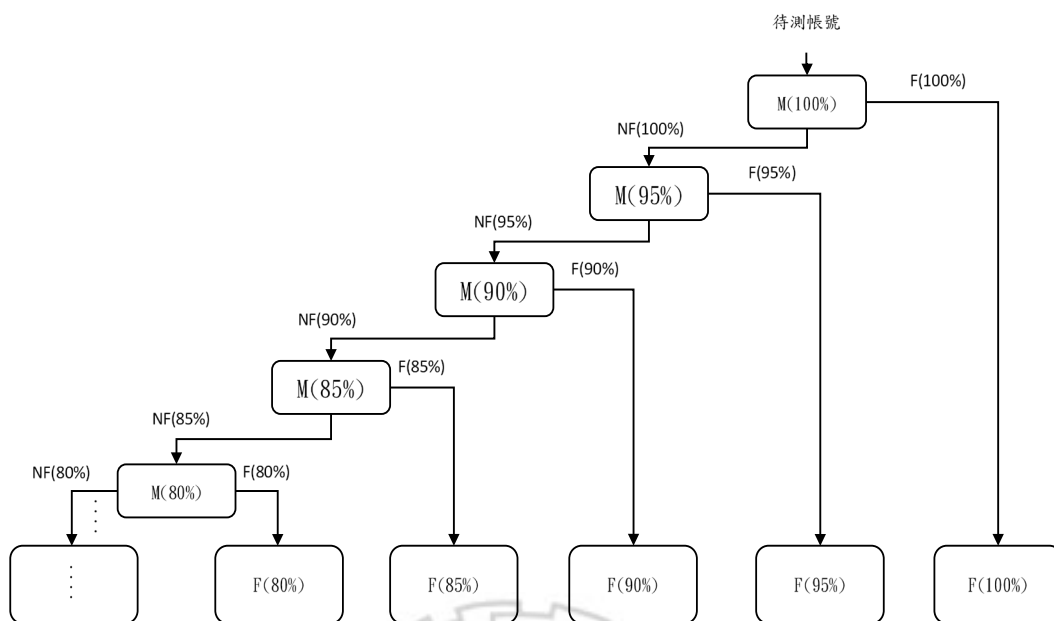 待測帳號
F(100%)
M(100%)
NF(100%)
F(95%)
M(95%)
NF(95%)
F(90%)
M(90%)
NF(90%)
F(85%)
M(85%)
NF(85%)
NF(80%)
F(80%)
M(80%)
F(80%)
F(85%)
F(90%)
F(95%)
F(100%)